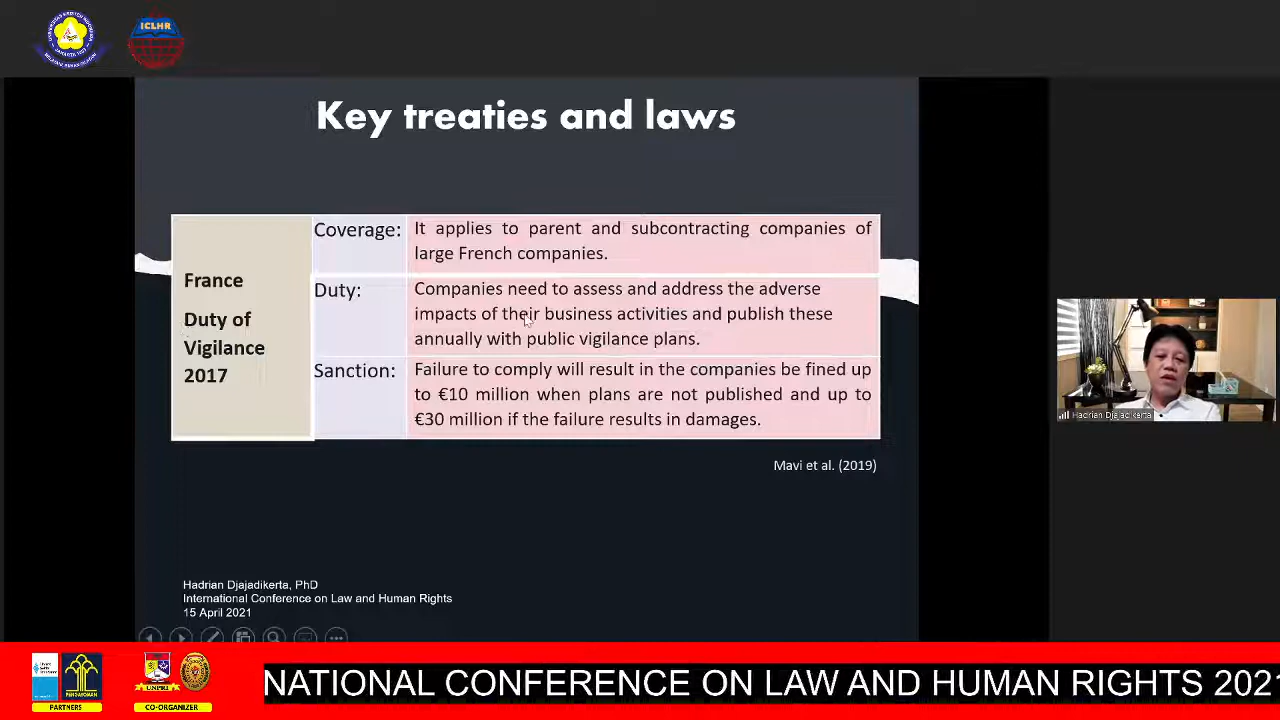 ICLHR
Key treaties and laws
France
Duty of
Vigilance
2017
Coverage:
It applies to parent and subcontracting companies of
large French companies.
Duty:
Companies need to assess and address the adverse
impacts of their business activities and publish these
annually with public vigilance plans.
Sanction:
Failure to comply will result in the companies be fined up
to €10 million when plans are not published and up to
€30 million if the failure results in damages.
Mavi et al. (2019)
Hadrian Djajadikerta
Hadrian Djajadikerta, PhD
International Conference on Law and Human Rights
15 April 2021
PENGAYOMAN
PARTNERS
UNPRI
CO-ORGANIZER
NATIONAL CONFERENCE ON LAW AND HUMAN RIGHTS 2021